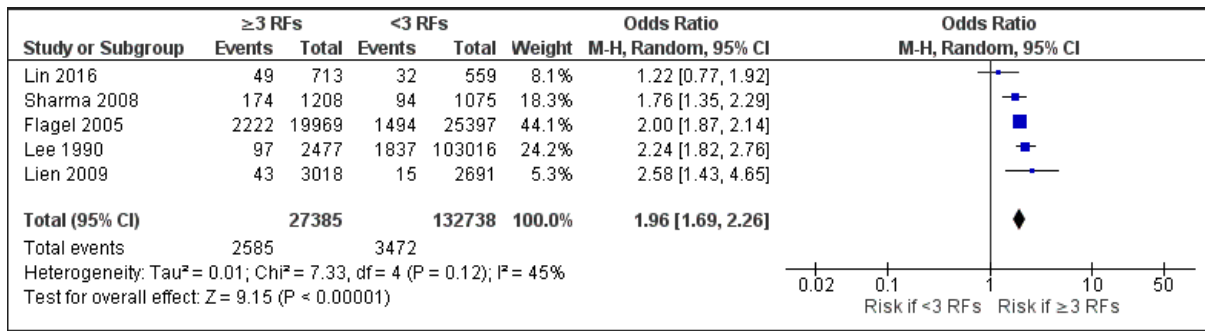 ≥3 RFs <3 RFs Odds Ratio Odds Ratio
Study or Subgroup Events Total Events Total Weight M-H, Random, 95% CI M-H, Random, 95% CI
Lin 2016 49 713 32 559 8.1% 1.22 [0.77, 1.92]
Sharma 2008 174 1208 94 1075 18.3% 1.76 [1.35, 2.29]
Flagel 2005 2222 19969 1494 25397 44.1% 2.00 [1.87, 2.14]
Lee 1990 97 2477 1837 103016 24.2% 2.24 [1.82, 2.76]
Lien 2009 43 3018 15 2691 5.3% 2.58 [1.43, 4.65]
Total (95% CI) 27385 132738 100.0% 1.96 [1.69, 2.26]
Total events 2585 3472
Heterogeneity: Tau² = 0.01; Chi² = 7.33, df = 4 (P = 0.12); I² = 45%
Test for overall effect: Z = 9.15 (P < 0.00001)
0.02 0.1 1 10 50
Risk if <3 RFs Risk if ≥3 RFs